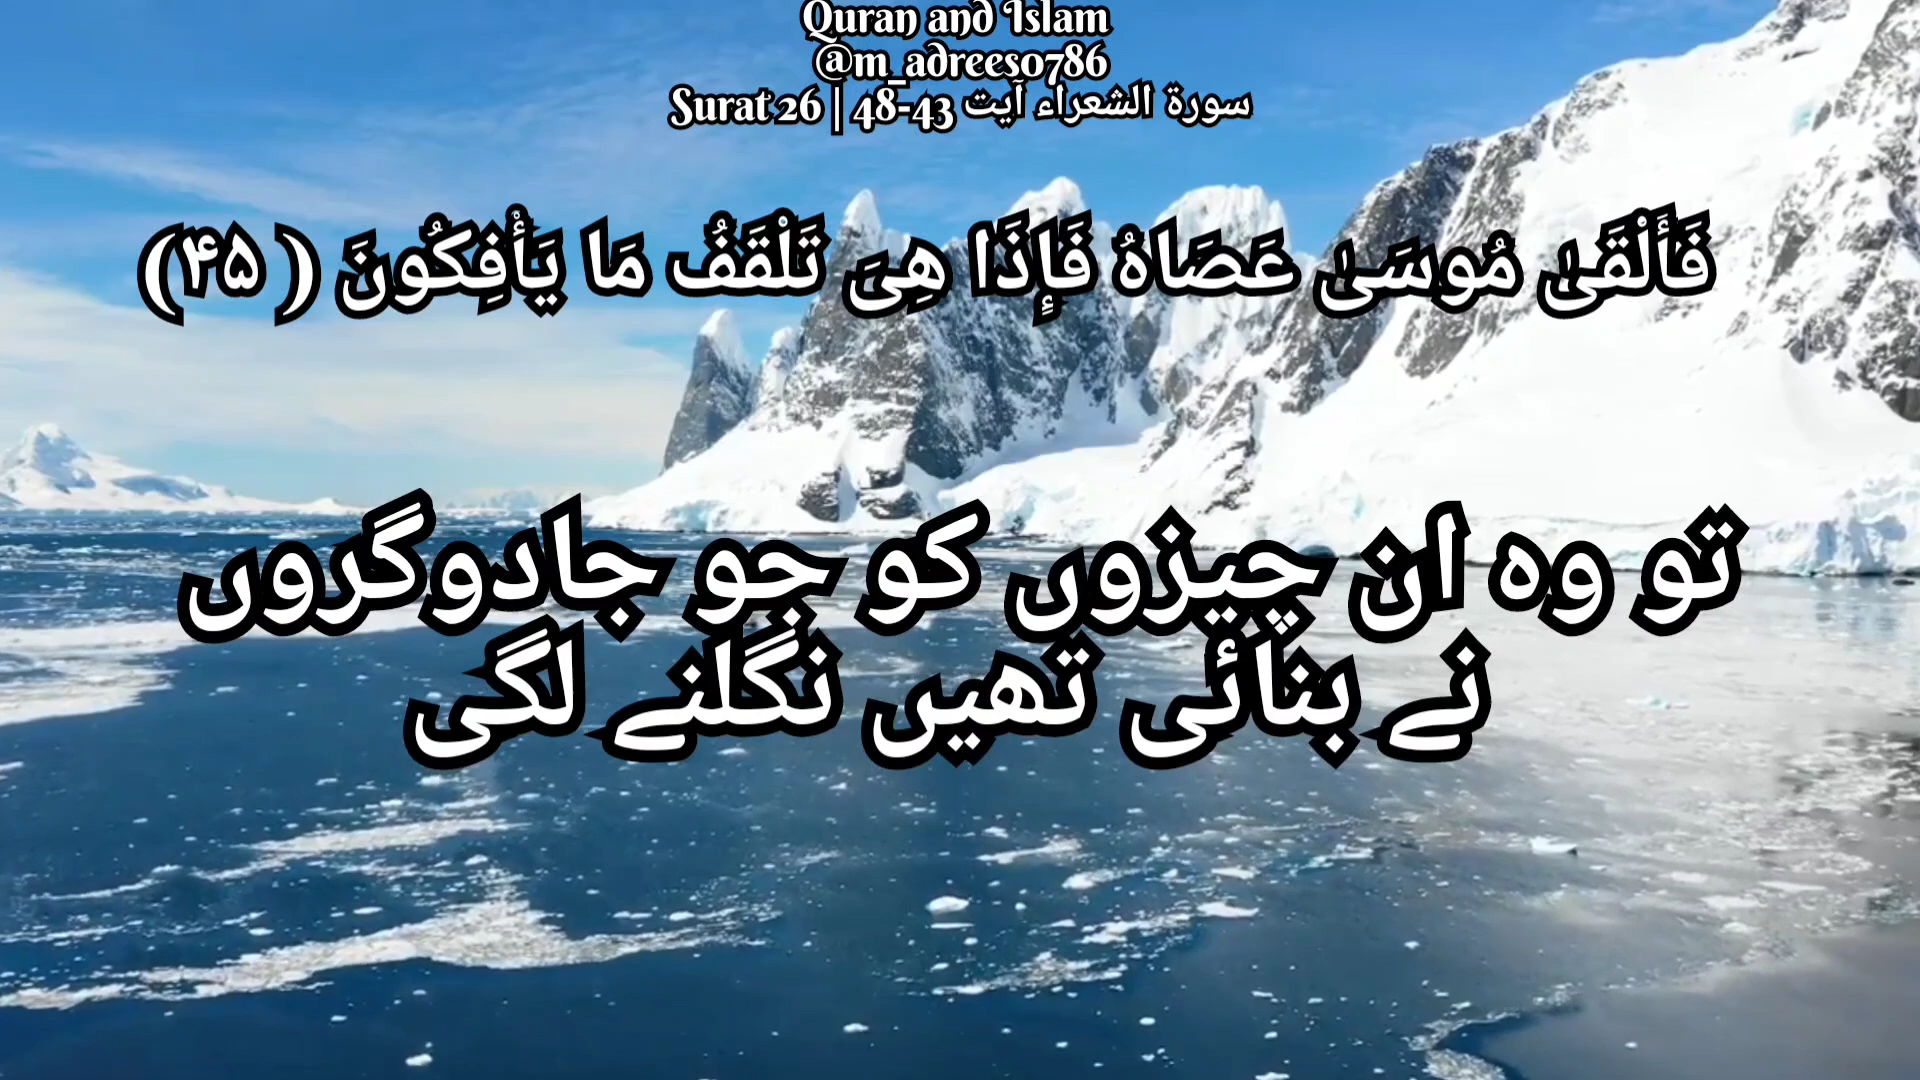 Quran and Islam
@m_adrees0786
Surat 26 | 48-43 سورة الشعراء آیت
فَأَلْقَىٰ مُوسَىٰ عَصَاهُ فَإِذَا هِىَ تَلْقَفُ مَا يَأْفِكُونَ (۴۵)
تو وہ ان چیزوں کو جو جادوگروں
نے بنائی تھیں نگلنے لگی